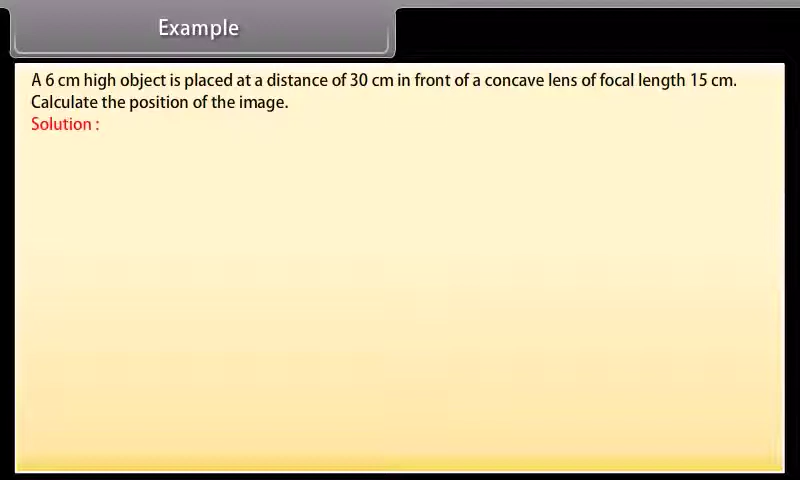 Example
A 6 cm high object is placed at a distance of 30 cm in front of a concave lens of focal length 15 cm.
Calculate the position of the image.
Solution :